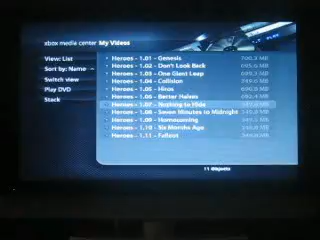 xbox media center My Videos
View: List
Sort by: Name
Switch view
Play DVD
Stack
Heroes - 1.01 - Genesis
Heroes - 1.02 - Don't Look Back
Heroes - 1.03 - One Giant Leap
Heroes - 1.04 - Collision
Heroes - 1.05 - Hiros
Heroes - 1.06 - Better Halves
Heroes - 1.07 - Nothing to Hide
Heroes - 1.08 - Seven Minutes to Midnight
Heroes - 1.09 - Homecoming
Heroes - 1.10 - Six Months Ago
Heroes - 1.11 - Fallout
11 Objects